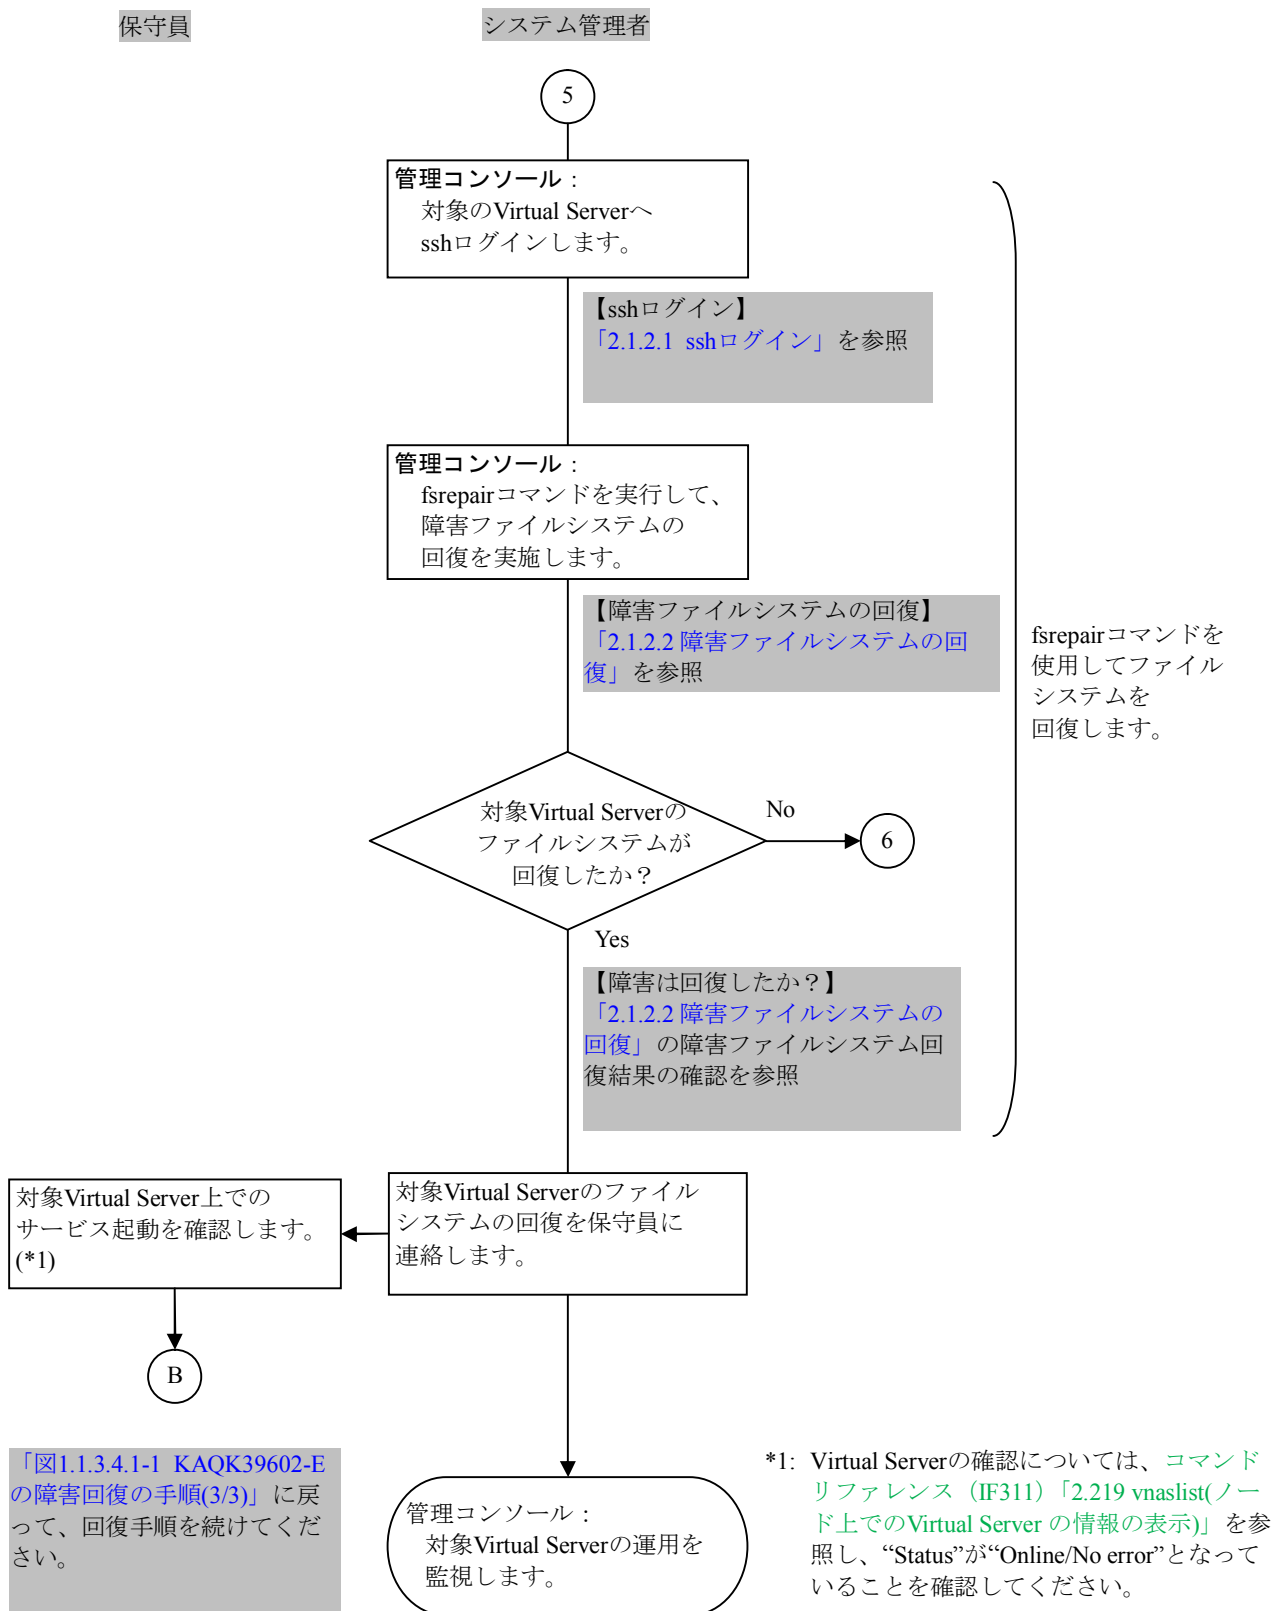 保守員
システム管理者
5
管理コンソール：
対象のVirtual Serverへ
sshログインします。
【sshログイン】
「2.1.2.1 sshログイン」を参照
管理コンソール：
fsrepairコマンドを実行して、
障害ファイルシステムの
回復を実施します。
【障害ファイルシステムの回復】
「2.1.2.2 障害ファイルシステムの回
復」を参照
fsrepairコマンドを
使用してファイル
システムを
回復します。
対象Virtual Serverの
ファイルシステムが
回復したか？
No
6
Yes
【障害は回復したか？】
「2.1.2.2 障害ファイルシステムの
回復」の障害ファイルシステム回
復結果の確認を参照
対象Virtual Serverのファイル
システムの回復を保守員に
連絡します。
対象Virtual Server上での
サービス起動を確認します。
(*1)
B
「図1.1.3.4.1-1 KAQK39602-E
の障害回復の手順(3/3)」に戻
って、回復手順を続けてくだ
さい。
管理コンソール：
対象Virtual Serverの運用を
監視します。
*1: Virtual Serverの確認については、コマンド
リファレンス（IF311）「2.219 vnaslist(ノー
ド上でのVirtual Server の情報の表示)」を参
照し、“Status”が“Online/No error”となって
いることを確認してください。